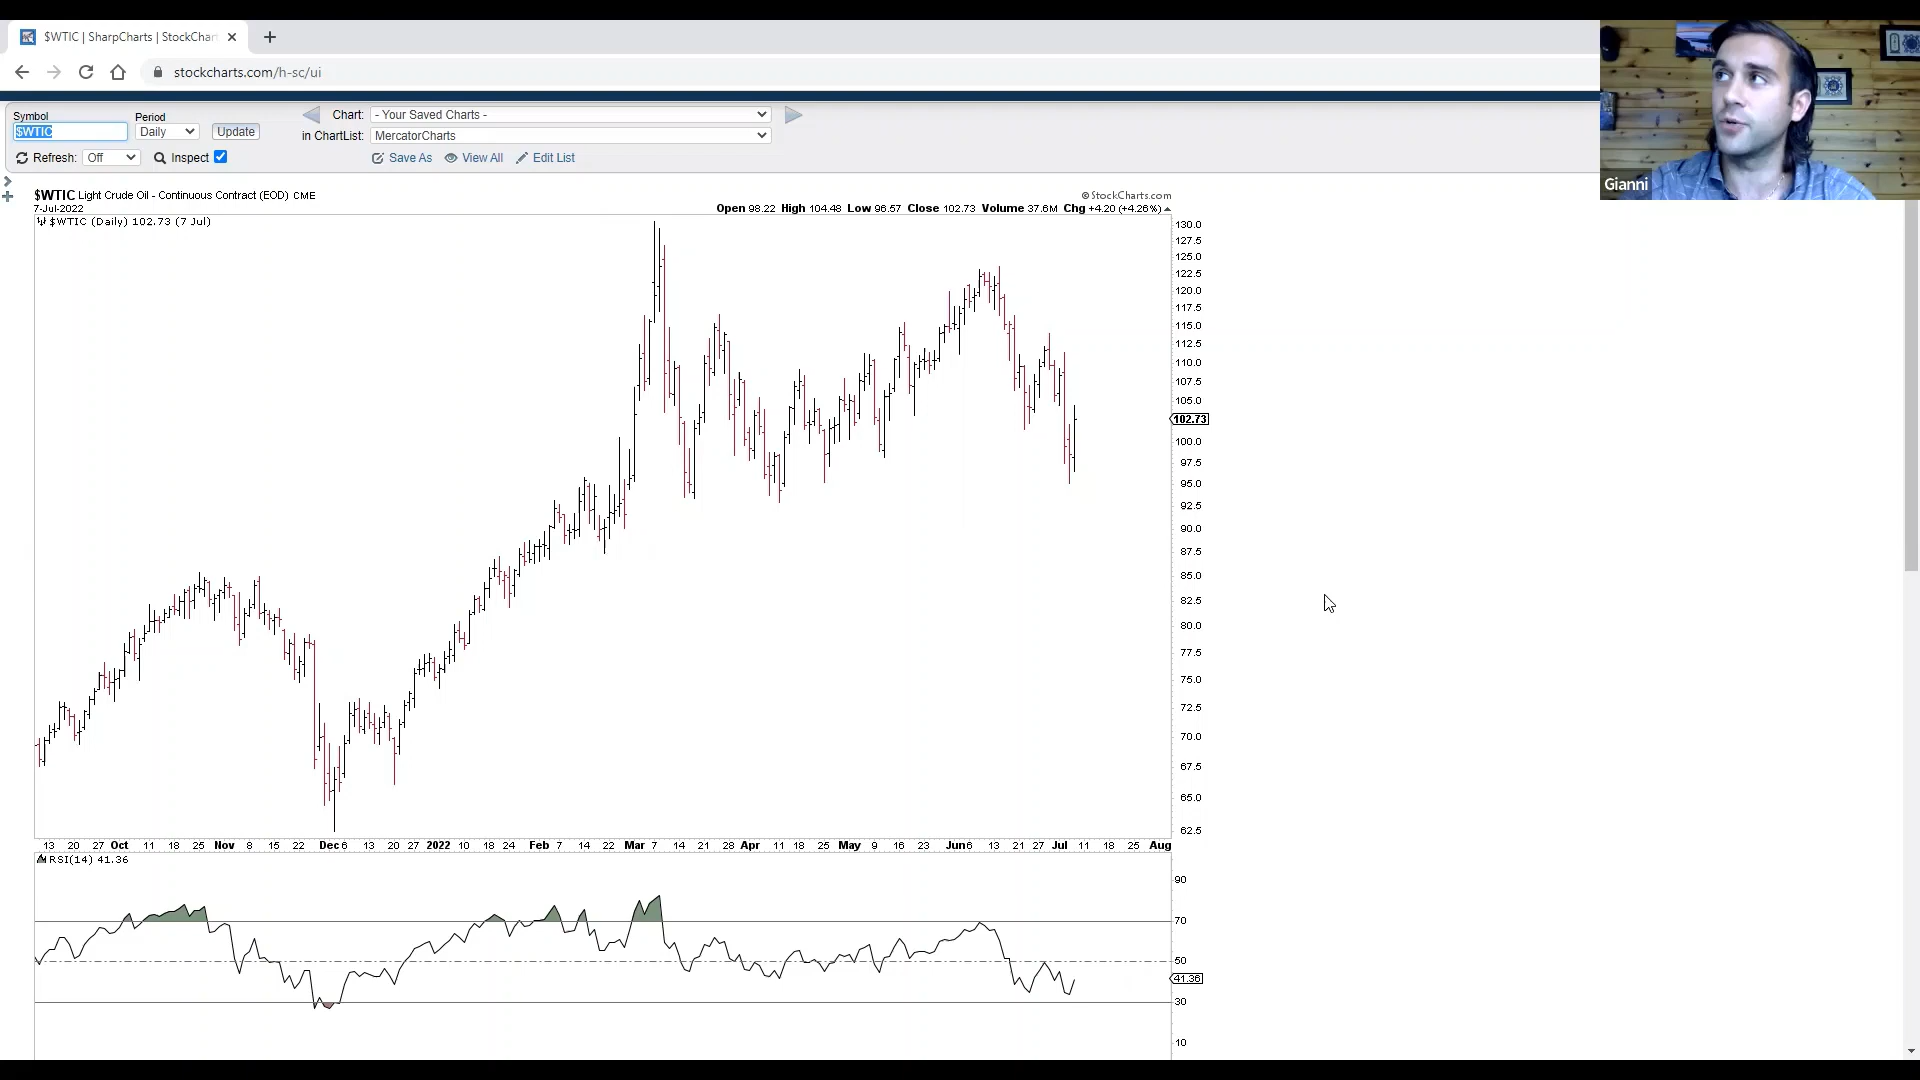 $WTIC | SharpCharts | StockChar
stockcharts.com/h-sc/ui
Symbol
$WTIC
Period
Daily
Update
Chart: - Your Saved Charts -
in ChartList: MercatorCharts
Refresh: Off
Inspect
Save As View All Edit List
Gianni
$WTIC Light Crude Oil - Continuous Contract (EOD) CME
© StockCharts.com
7-Jul-2022
Open 98.22 High 104.48 Low 96.57 Close 102.73 Volume 37.6M Chg +4.20 (+4.26%)
$WTIC (Daily) 102.73 (7 Jul)
130.0
127.5
125.0
122.5
120.0
117.5
115.0
112.5
110.0
107.5
105.0
102.73
100.0
97.5
95.0
92.5
90.0
87.5
85.0
82.5
80.0
77.5
75.0
72.5
70.0
67.5
65.0
62.5
13 20 27 Oct 11 18 25 Nov 8 15 22 Dec 6 13 20 27 2022 10 18 24 Feb 7 14 22 Mar 7 14 21 28 Apr 11 18 25 May 9 16 23 Jun 6 13 21 27 Jul 11 18 25 Aug
RSI(14) 41.36
90
70
50
41.36
30
10